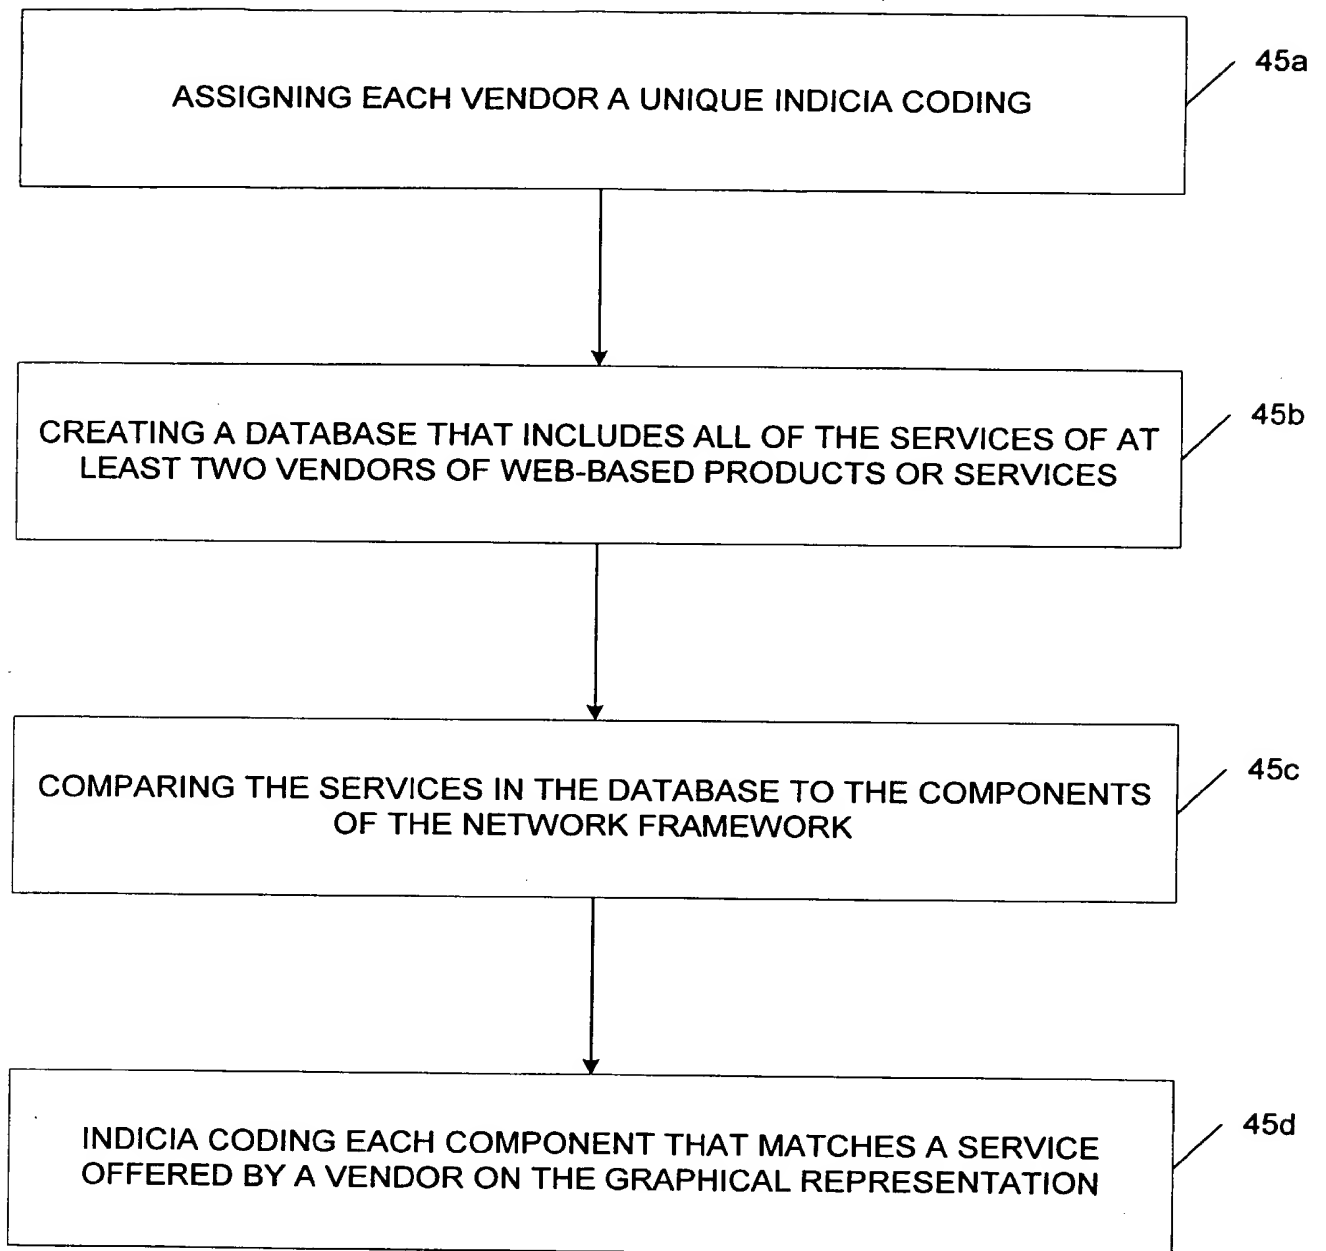 ASSIGNING EACH VENDOR A UNIQUE INDICIA CODING
45a
CREATING A DATABASE THAT INCLUDES ALL OF THE SERVICES OF AT
LEAST TWO VENDORS OF WEB-BASED PRODUCTS OR SERVICES
45b
COMPARING THE SERVICES IN THE DATABASE TO THE COMPONENTS
OF THE NETWORK FRAMEWORK
45c
INDICIA CODING EACH COMPONENT THAT MATCHES A SERVICE
OFFERED BY A VENDOR ON THE GRAPHICAL REPRESENTATION
45d